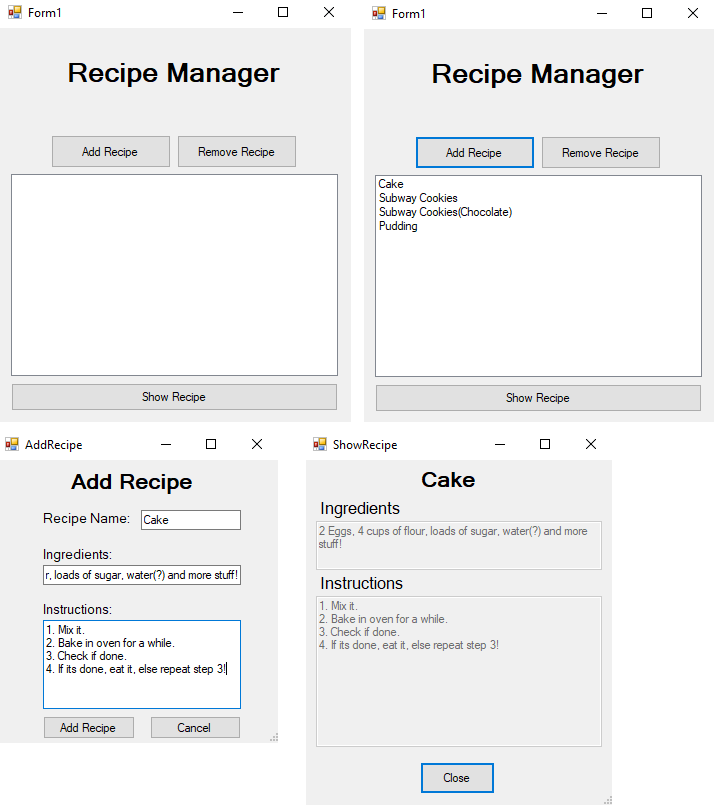 Form1
Recipe Manager
Add Recipe
Remove Recipe
Show Recipe
Form1
Recipe Manager
Add Recipe
Remove Recipe
Cake
Subway Cookies
Subway Cookies(Chocolate)
Pudding
Show Recipe
AddRecipe
Add Recipe
Recipe Name: Cake
Ingredients:
r, loads of sugar, water(?) and more stuff!
Instructions:
1. Mix it.
2. Bake in oven for a while.
3. Check if done.
4. If its done, eat it, else repeat step 3!
Add Recipe
Cancel
ShowRecipe
Cake
Ingredients
2 Eggs, 4 cups of flour, loads of sugar, water(?) and more
stuff!
Instructions
1. Mix it.
2. Bake in oven for a while.
3. Check if done.
4. If its done, eat it, else repeat step 3!
Close